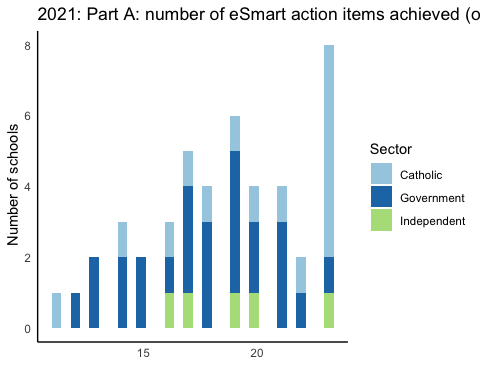 2021: Part A: number of eSmart action items achieved (o
8
6
4
2
0
Number of schools
15
20
Sector
Catholic
Government
Independent